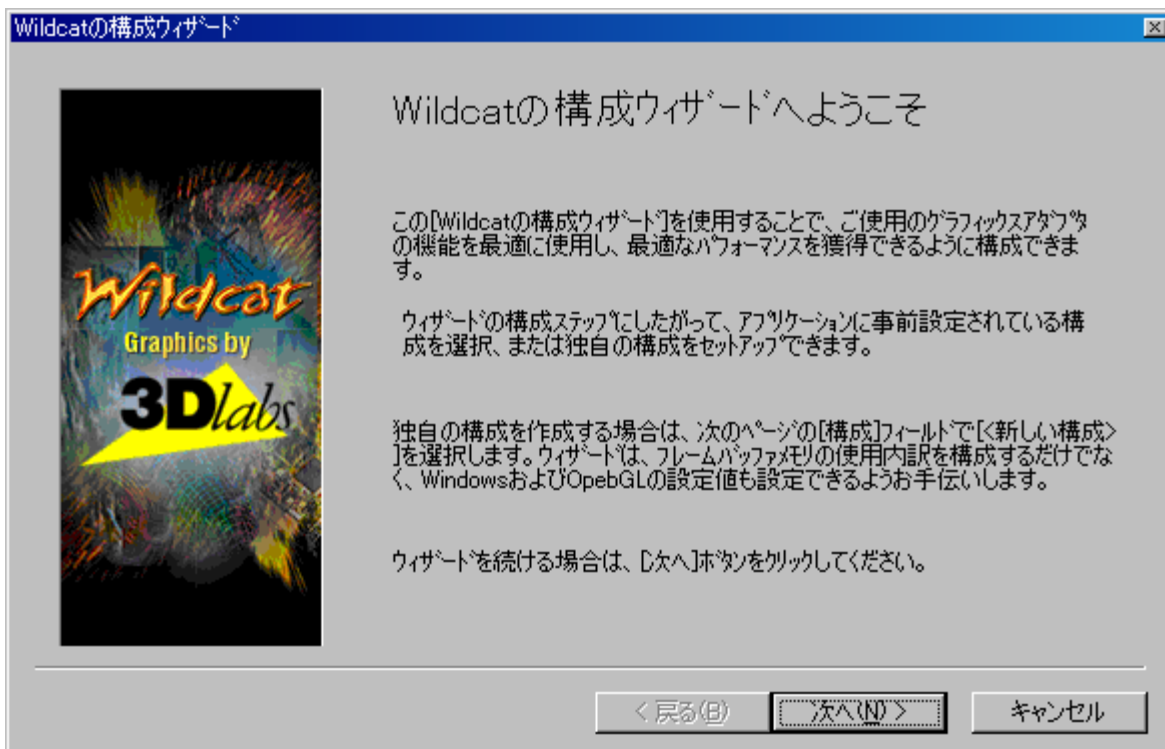 Wildcatの構成ウィザード
Wildcat
Graphics by
3Dlabs
Wildcatの構成ウィザードへようこそ
この[Wildcatの構成ウィザード]を使用することで、ご使用のグラフィックスアダプタ
の機能を最適に使用し、最適なパフォーマンスを獲得できるように構成できま
す。
ウィザードの構成ステップにしたがって、アプリケーションに事前設定されている構
成を選択、または独自の構成をセットアップできます。
独自の構成を作成する場合は、次のページの[構成]フィールドで[<新しい構成>
]を選択します。ウィザードは、フレームバッファメモリの使用内訳を構成するだけでな
く、WindowsおよびOpebGLの設定値も設定できるようお手伝いします。
ウィザードを続ける場合は、[次へ]ボタンをクリックしてください。
< 戻る(B)
次へ(N) >
キャンセル